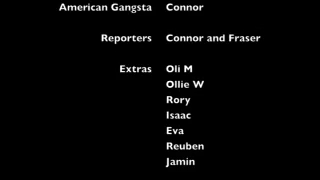 American Gangsta Connor
Reporters Connor and Fraser
Extras Oli M
Ollie W
Rory
Isaac
Eva
Reuben
Jamin